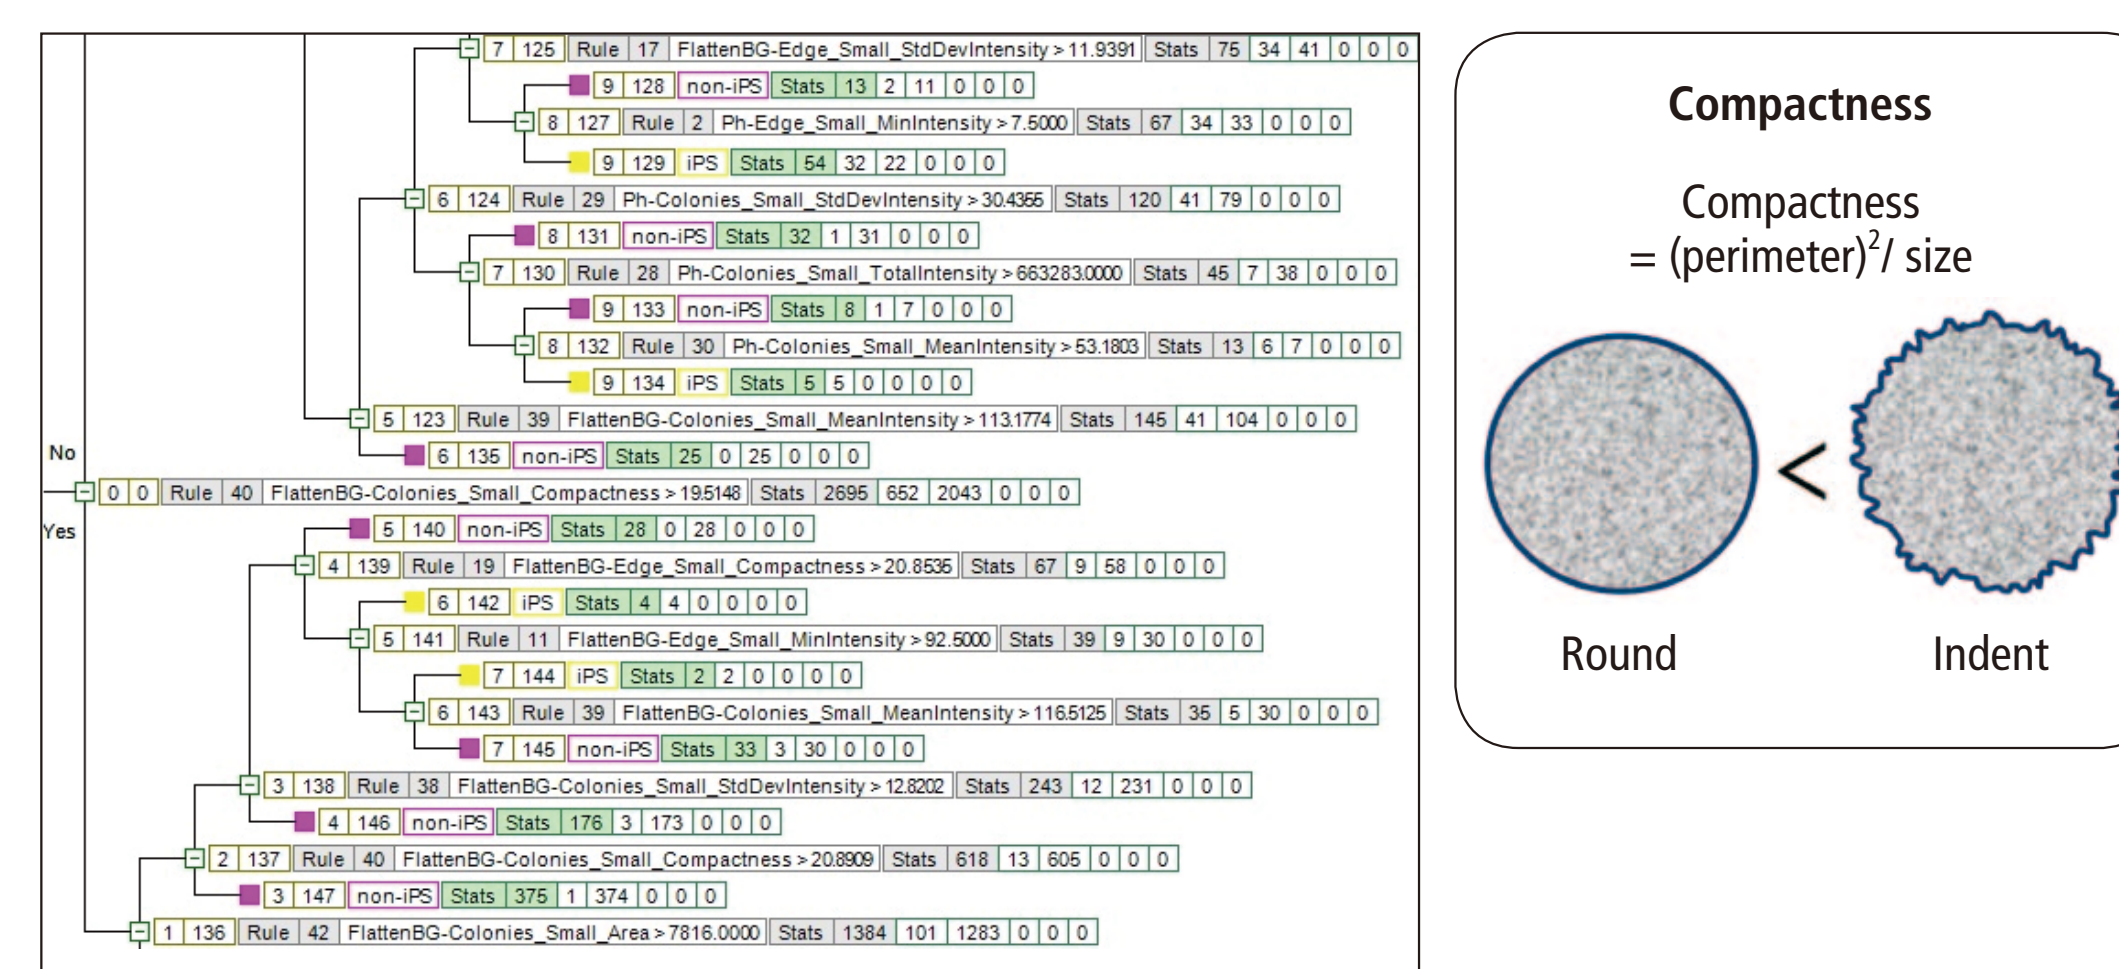 7 125 Rule 17 FlattenBG-Edge_Small_StdDevIntensity > 11.9391 Stats 75 34 41 0 0 0
9 128 non-iPS Stats 13 2 11 0 0 0
8 127 Rule 2 Ph-Edge_Small_MinIntensity > 7.5000 Stats 67 34 33 0 0 0
9 129 iPS Stats 54 32 22 0 0 0
6 124 Rule 29 Ph-Colonies_Small_StdDevIntensity > 30.4355 Stats 120 41 79 0 0 0
8 131 non-iPS Stats 32 1 31 0 0 0
7 130 Rule 28 Ph-Colonies_Small_TotalIntensity > 663283.0000 Stats 45 7 38 0 0 0
9 133 non-iPS Stats 8 1 7 0 0 0
8 132 Rule 30 Ph-Colonies_Small_MeanIntensity > 53.1803 Stats 13 6 7 0 0 0
9 134 iPS Stats 5 5 0 0 0 0
5 123 Rule 39 FlattenBG-Colonies_Small_MeanIntensity > 113.1774 Stats 145 41 104 0 0 0
No
6 135 non-iPS Stats 25 0 25 0 0 0
0 0 Rule 40 FlattenBG-Colonies_Small_Compactness > 19.5148 Stats 2695 652 2043 0 0 0
Yes
5 140 non-iPS Stats 28 0 28 0 0 0
4 139 Rule 19 FlattenBG-Edge_Small_Compactness > 20.8535 Stats 67 9 58 0 0 0
6 142 iPS Stats 4 4 0 0 0 0
5 141 Rule 11 FlattenBG-Edge_Small_MinIntensity > 92.5000 Stats 39 9 30 0 0 0
7 144 iPS Stats 2 2 0 0 0 0
6 143 Rule 39 FlattenBG-Colonies_Small_MeanIntensity > 116.5125 Stats 35 5 30 0 0 0
7 145 non-iPS Stats 33 3 30 0 0 0
3 138 Rule 38 FlattenBG-Colonies_Small_StdDevIntensity > 12.8202 Stats 243 12 231 0 0 0
4 146 non-iPS Stats 176 3 173 0 0 0
2 137 Rule 40 FlattenBG-Colonies_Small_Compactness > 20.8909 Stats 618 13 605 0 0 0
3 147 non-iPS Stats 375 1 374 0 0 0
1 136 Rule 42 FlattenBG-Colonies_Small_Area > 7816.0000 Stats 1384 101 1283 0 0 0
Compactness
Compactness
= (perimeter)²/ size
<
Round Indent